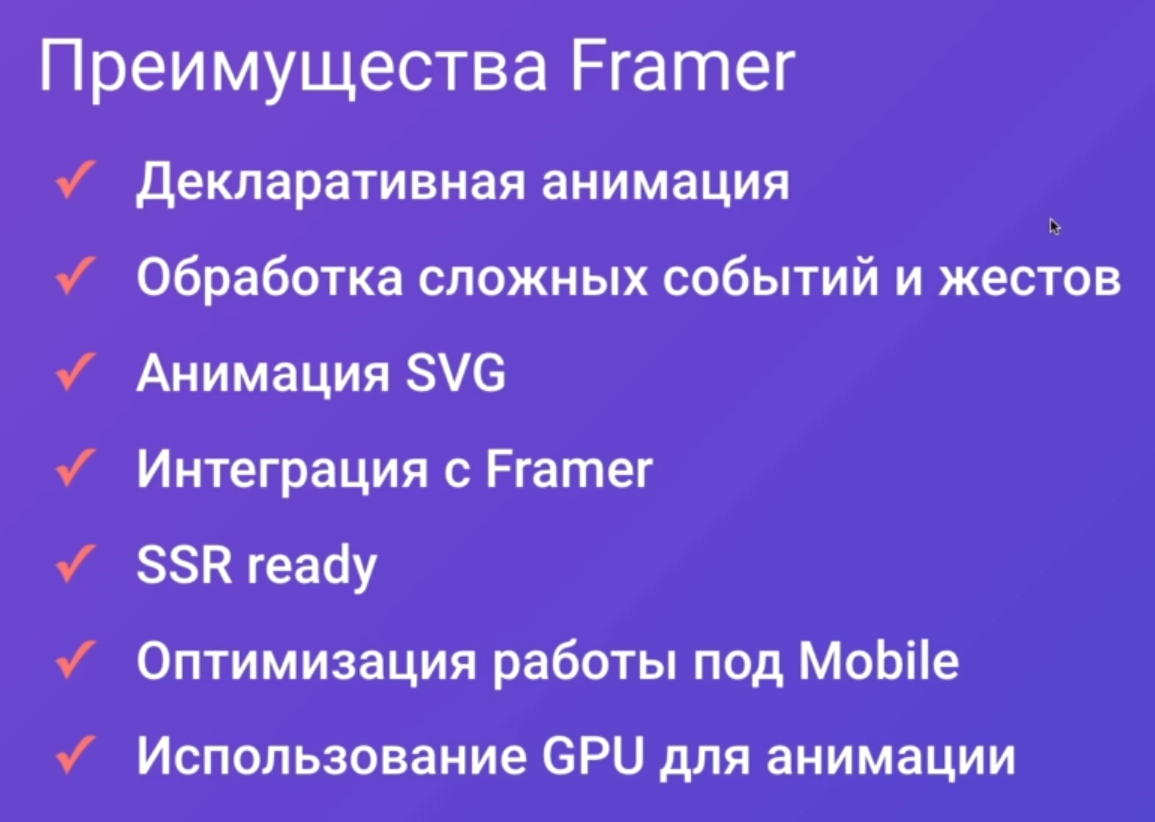 Преимущества Framer
Декларативная анимация
Обработка сложных событий и жестов
Анимация SVG
Интеграция с Framer
SSR ready
Оптимизация работы под Mobile
Использование GPU для анимации